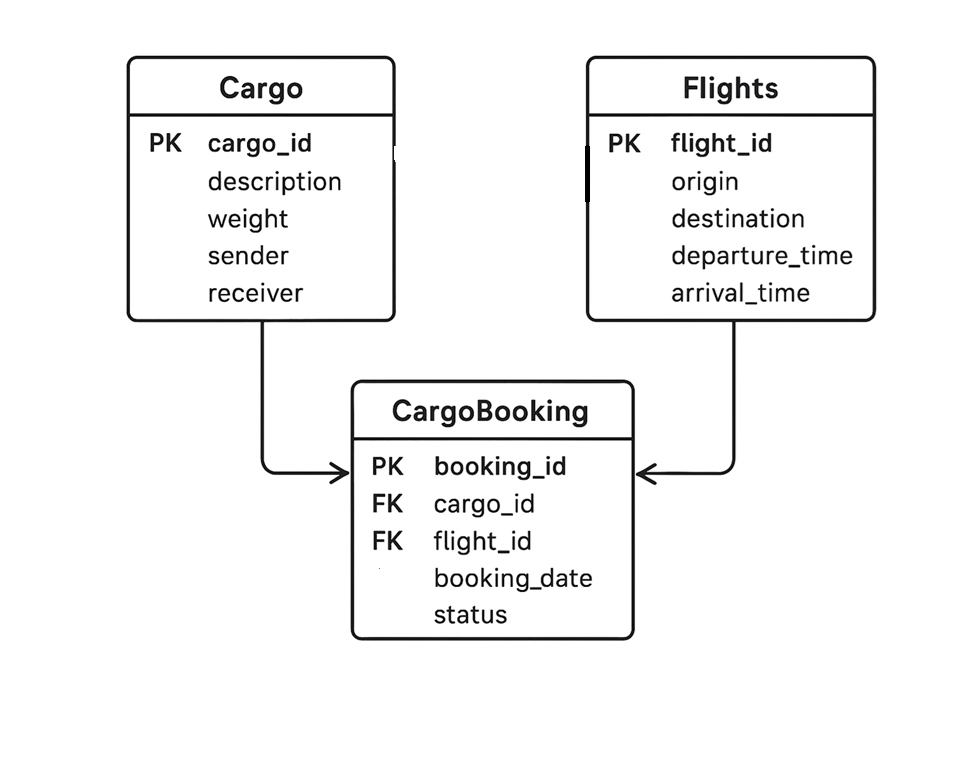 Cargo
PK cargo_id
description
weight
sender
receiver
Flights
PK flight_id
origin
destination
departure_time
arrival_time
CargoBooking
PK booking_id
FK cargo_id
FK flight_id
booking_date
status